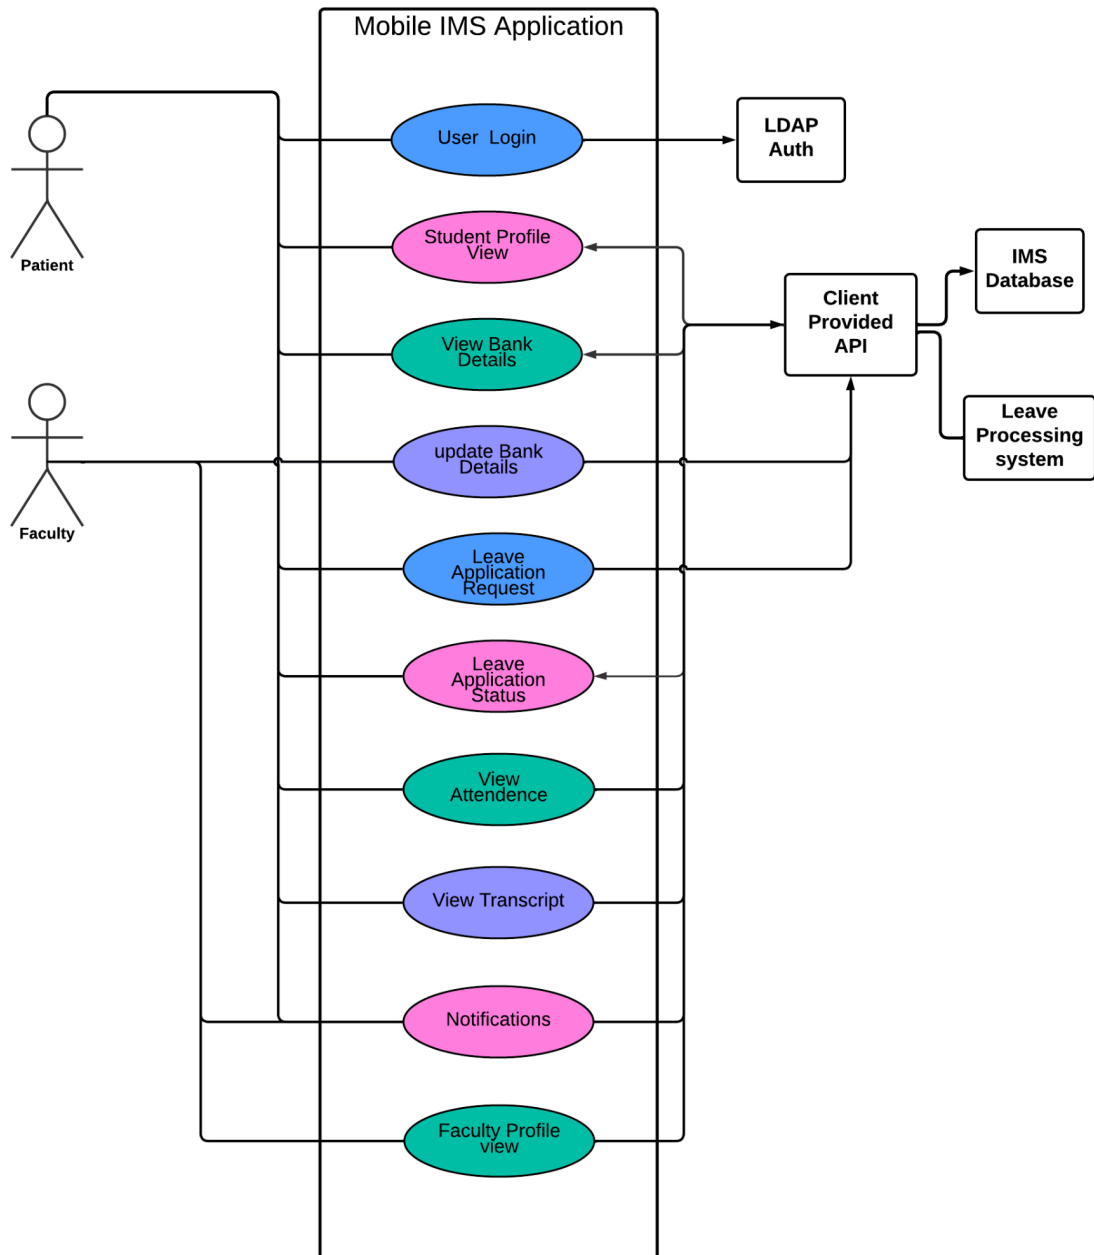 Mobile IMS Application
User Login
LDAP
Auth
Patient
Student Profile
View
IMS
Database
Client
Provided
API
View Bank
Details
Faculty
update Bank
Details
Leave
Processing
system
Leave
Application
Request
Leave
Application
Status
View
Attendence
View Transcript
Notifications
Faculty Profile
view